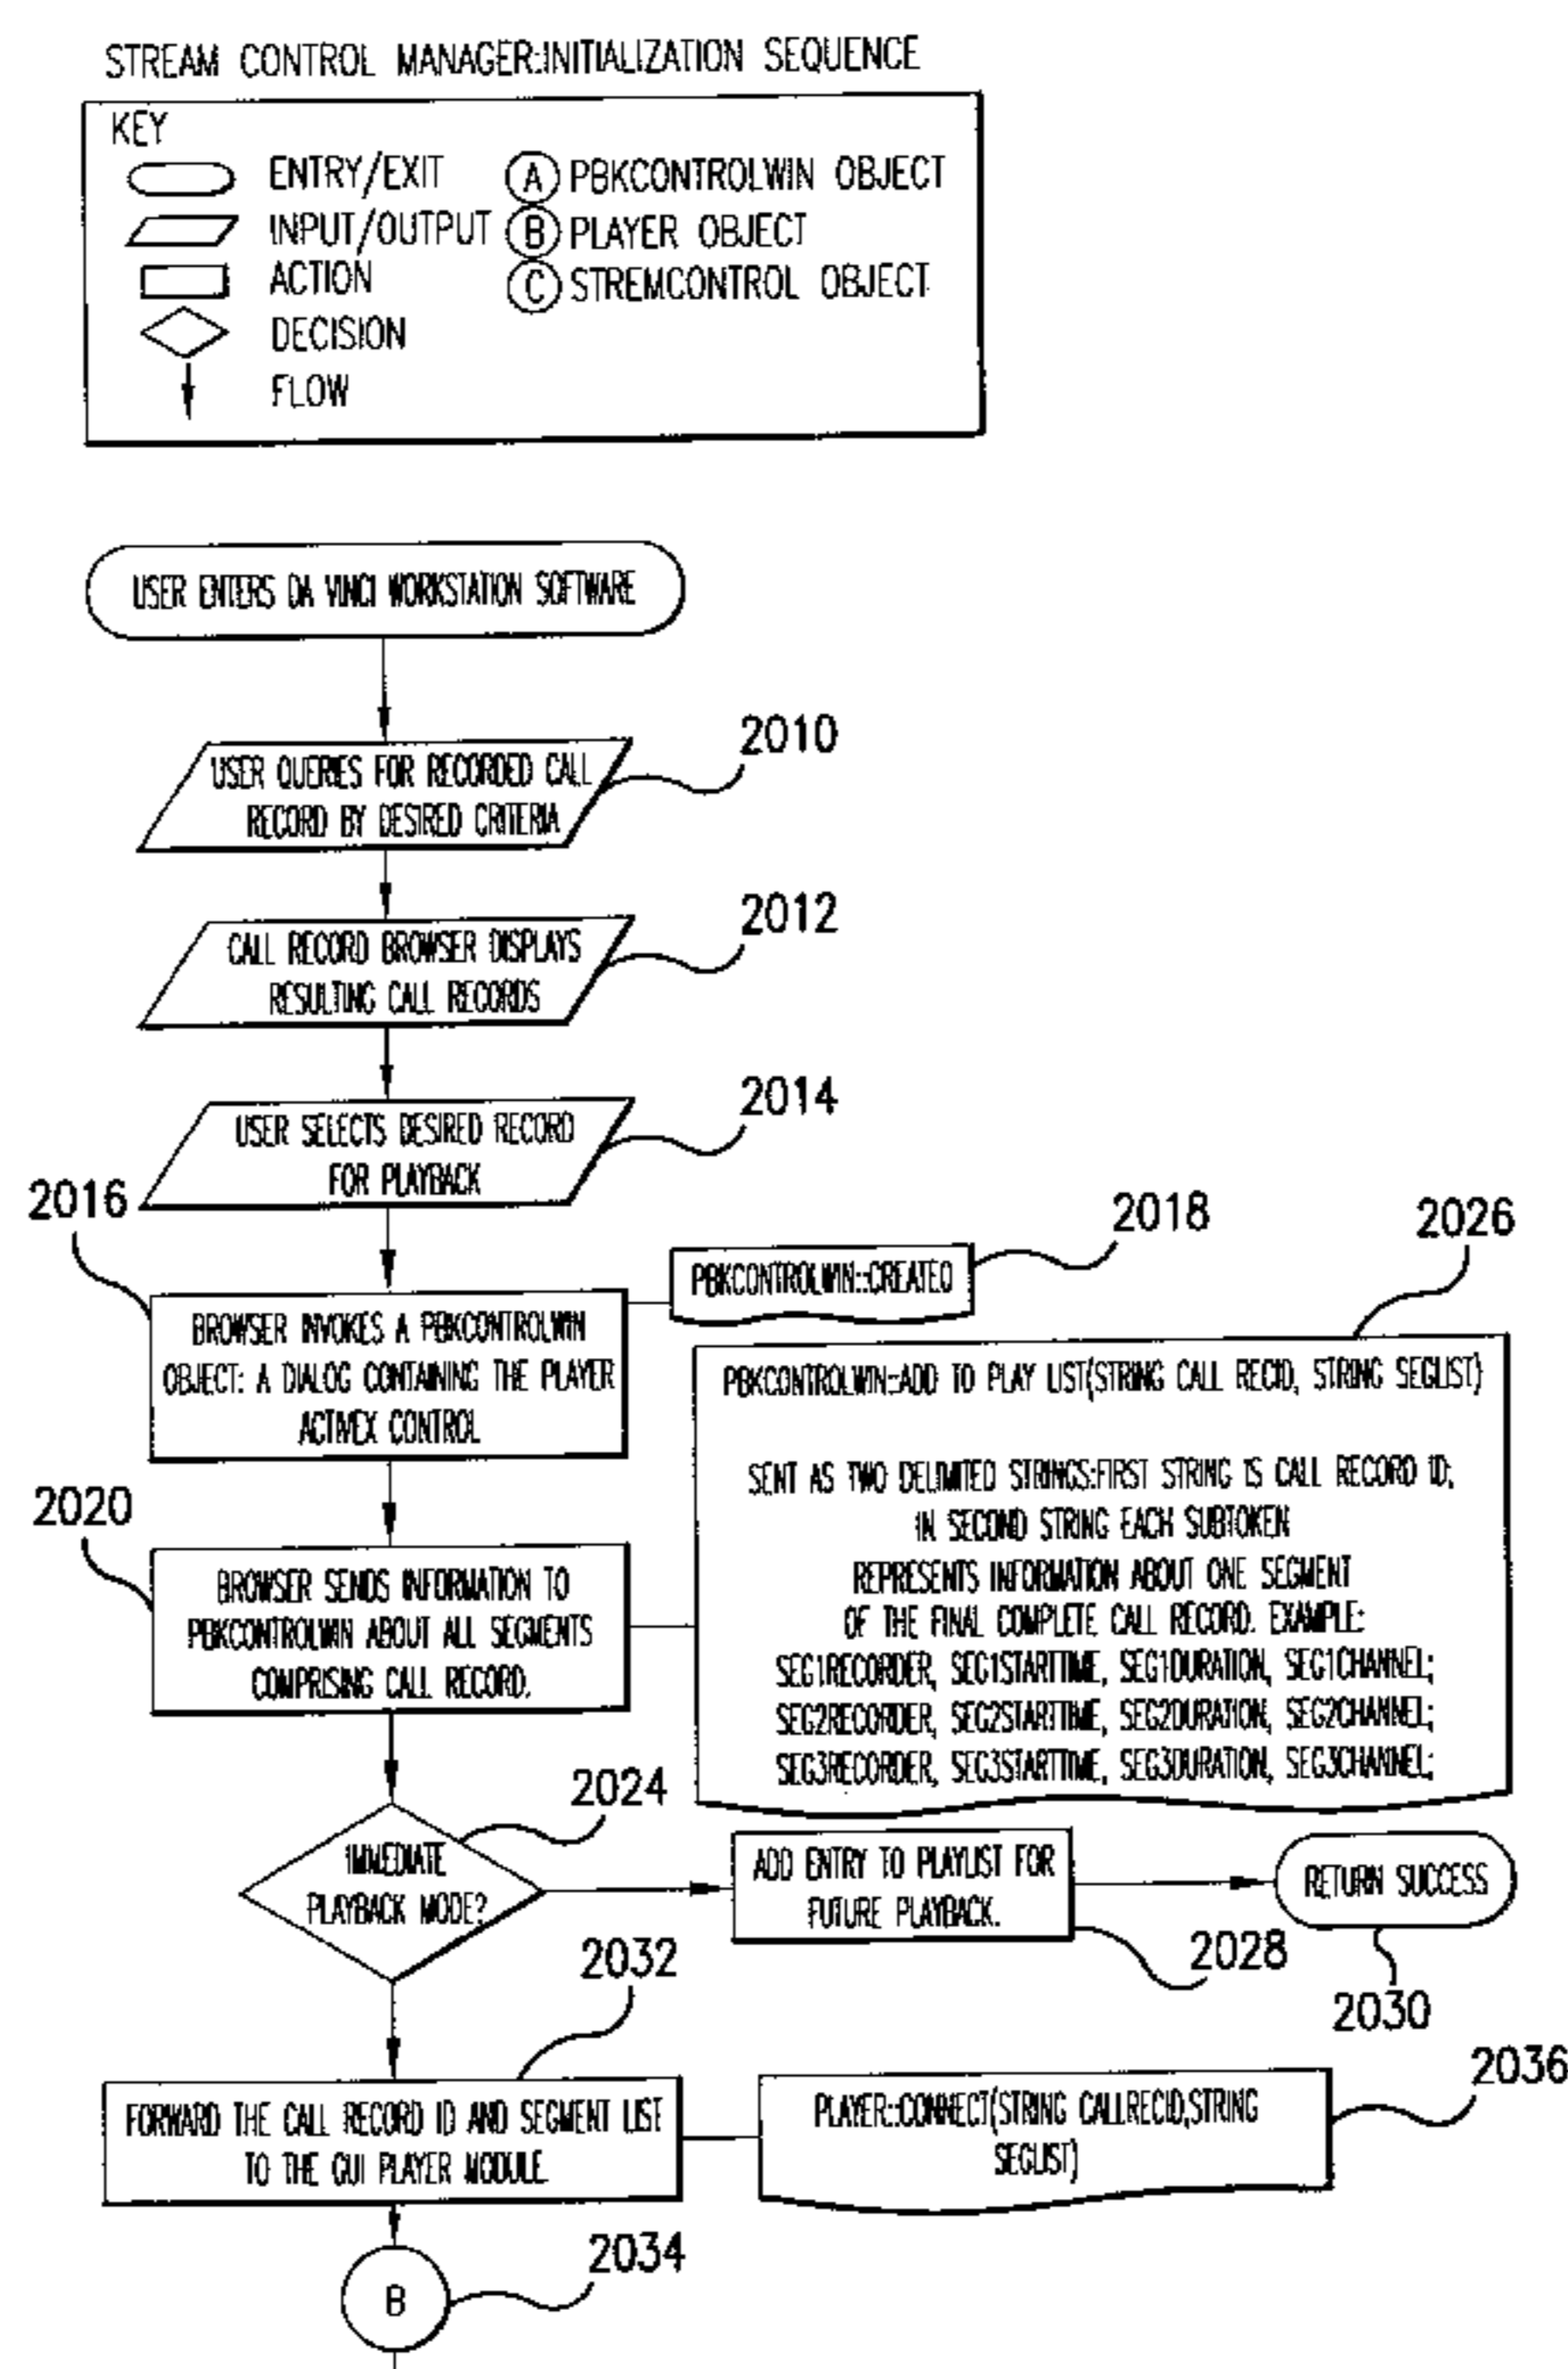 STREAM CONTROL MANAGER:INITIALIZATION SEQUENCE
KEY
ENTRY/EXIT
INPUT/OUTPUT
ACTION
DECISION
FLOW
A PBKCONTROLWIN OBJECT
B PLAYER OBJECT
C STREMCONTROL OBJECT
USER ENTERS DA VINCI WORKSTATION SOFTWARE
2010
USER QUERIES FOR RECORDED CALL
RECORD BY DESIRED CRITERIA
2012
CALL RECORD BROWSER DISPLAYS
RESULTING CALL RECORDS
2014
USER SELECTS DESIRED RECORD
FOR PLAYBACK
2016
BROWSER INVOKES A PBKCONTROLWIN
OBJECT: A DIALOG CONTAINING THE PLAYER
ACTIVEX CONTROL
2018
PBKCONTROLWIN::CREATE()
2020
BROWSER SENDS INFORMATION TO
PBKCONTROLWIN ABOUT ALL SEGMENTS
COMPRISING CALL RECORD.
2026
PBKCONTROLWIN::ADD TO PLAY LIST(STRING CALL RECID, STRING SEGLIST)
SENT AS TWO DELIMITED STRINGS:FIRST STRING IS CALL RECORD ID;
IN SECOND STRING EACH SUBTOKEN
REPRESENTS INFORMATION ABOUT ONE SEGMENT
OF THE FINAL COMPLETE CALL RECORD. EXAMPLE:
SEG1RECORDER, SEG1STARTTIME, SEG1DURATION, SEG1CHANNEL;
SEG2RECORDER, SEG2STARTTIME, SEG2DURATION, SEG2CHANNEL;
SEG3RECORDER, SEG3STARTTIME, SEG3DURATION, SEG3CHANNEL;
2024
IMMEDIATE
PLAYBACK MODE?
ADD ENTRY TO PLAYLIST FOR
FUTURE PLAYBACK.
2028
RETURN SUCCESS
2030
2032
FORWARD THE CALL RECORD ID AND SEGMENT LIST
TO THE GUI PLAYER MODULE.
2036
PLAYER::CONNECT(STRING CALLRECID,STRING
SEGLIST)
2034
B